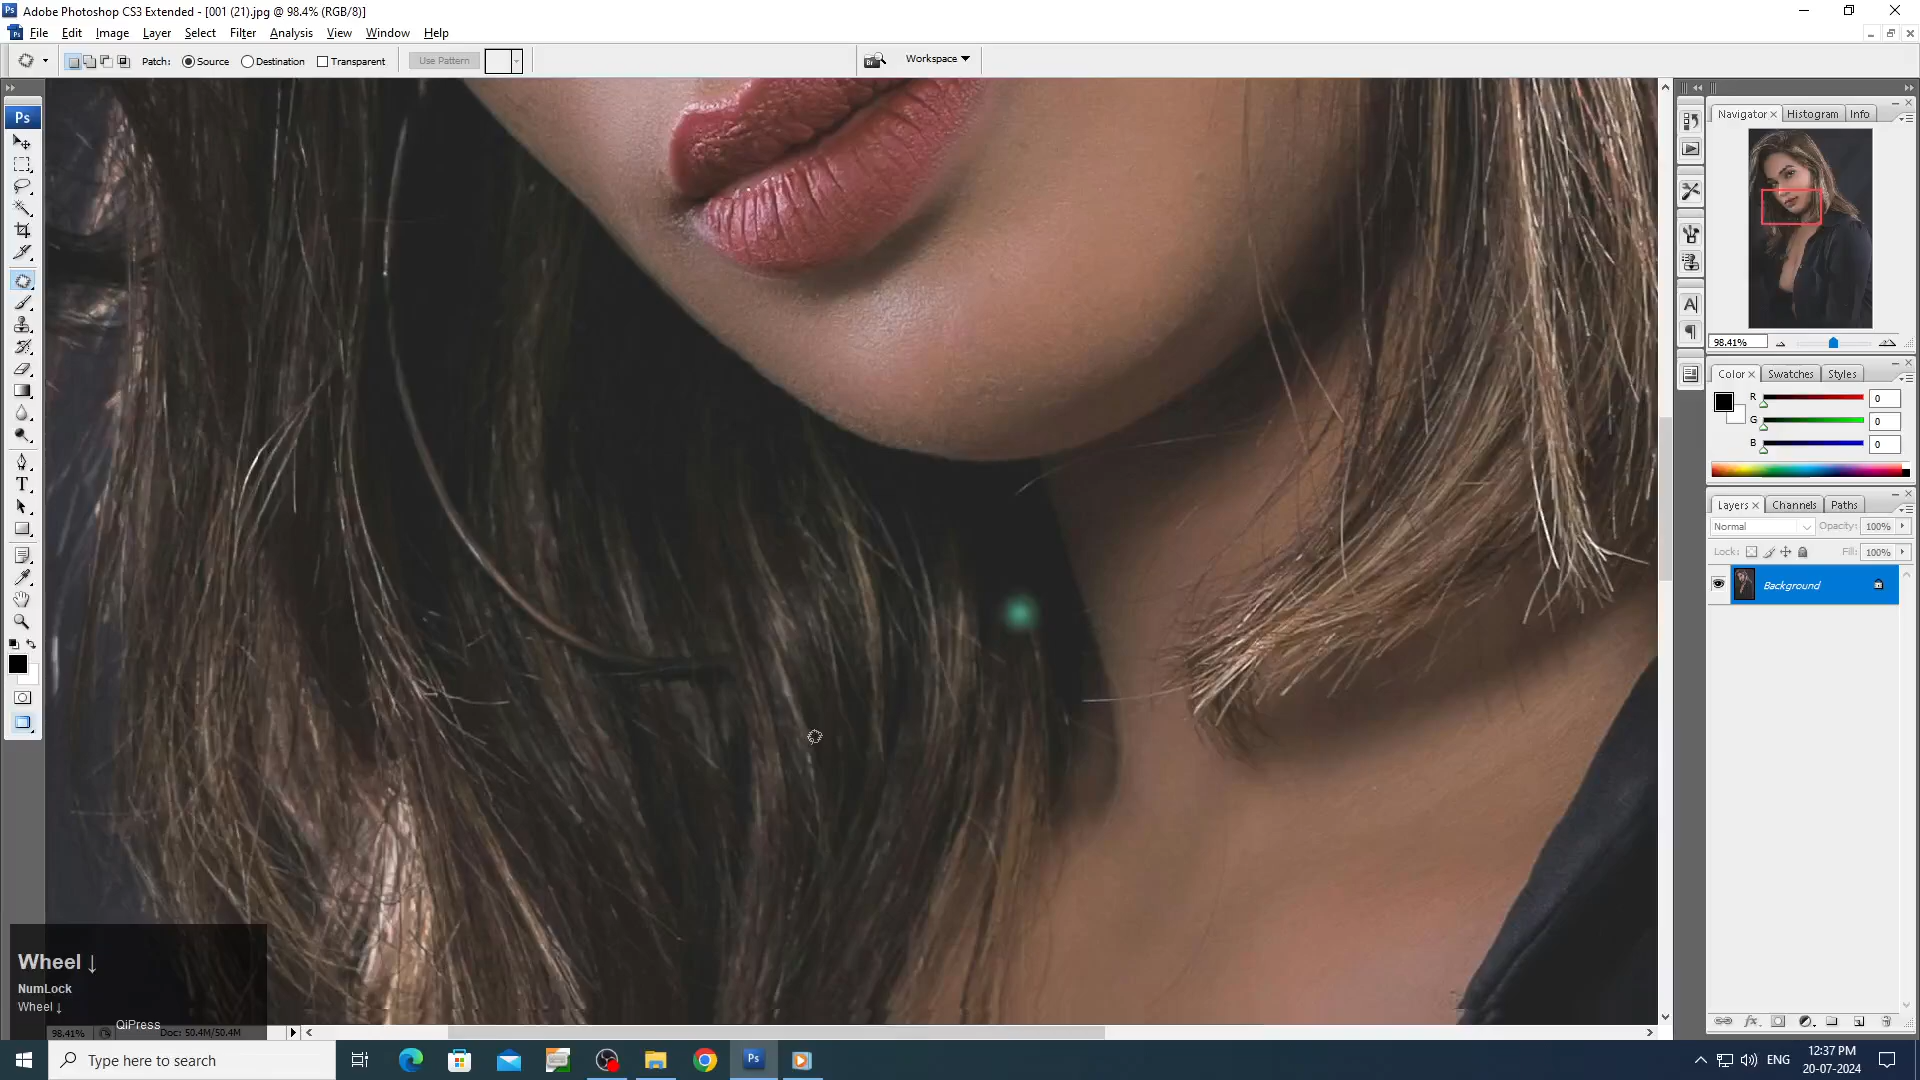 Adobe Photoshop CS3 Extended - [001 (21).jpg @ 98.4% (RGB/8)]
File Edit Image Layer Select Filter Analysis View Window Help
Patch: Source Destination Transparent Use Pattern Workspace
Ps
Navigator Histogram Info
98.41%
Color Swatches Styles
R 0
G 0
B 0
Layers Channels Paths
Normal Opacity: 100%
Lock: Fill: 100%
Background
Wheel ↓
NumLock
Wheel ↓
QiPress
98.41% Doc: 50.4M/50.4M
Type here to search
Ps
ENG
12:37 PM
20-07-2024